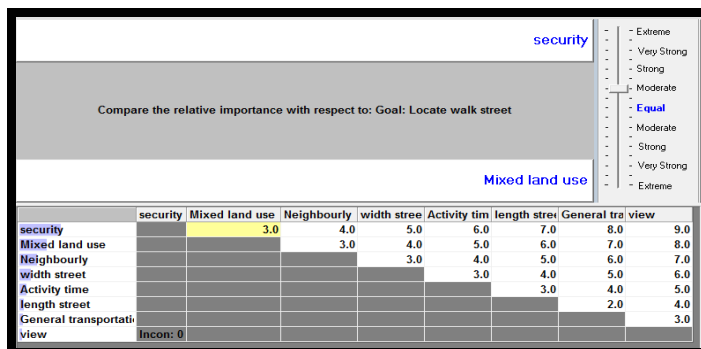 security
Extreme
Very Strong
Strong
Moderate
Compare the relative importance with respect to: Goal: Locate walk street
Equal
Moderate
Strong
Very Strong
Mixed land use
Extreme
security Mixed land use Neighbourly width stree Activity tim length stree General tra view
security 3.0 4.0 5.0 6.0 7.0 8.0 9.0
Mixed land use 3.0 4.0 5.0 6.0 7.0 8.0
Neighbourly 3.0 4.0 5.0 6.0 7.0
width street 3.0 4.0 5.0 6.0
Activity time 3.0 4.0 5.0
length street 2.0 4.0
General transportati 3.0
view Incon: 0